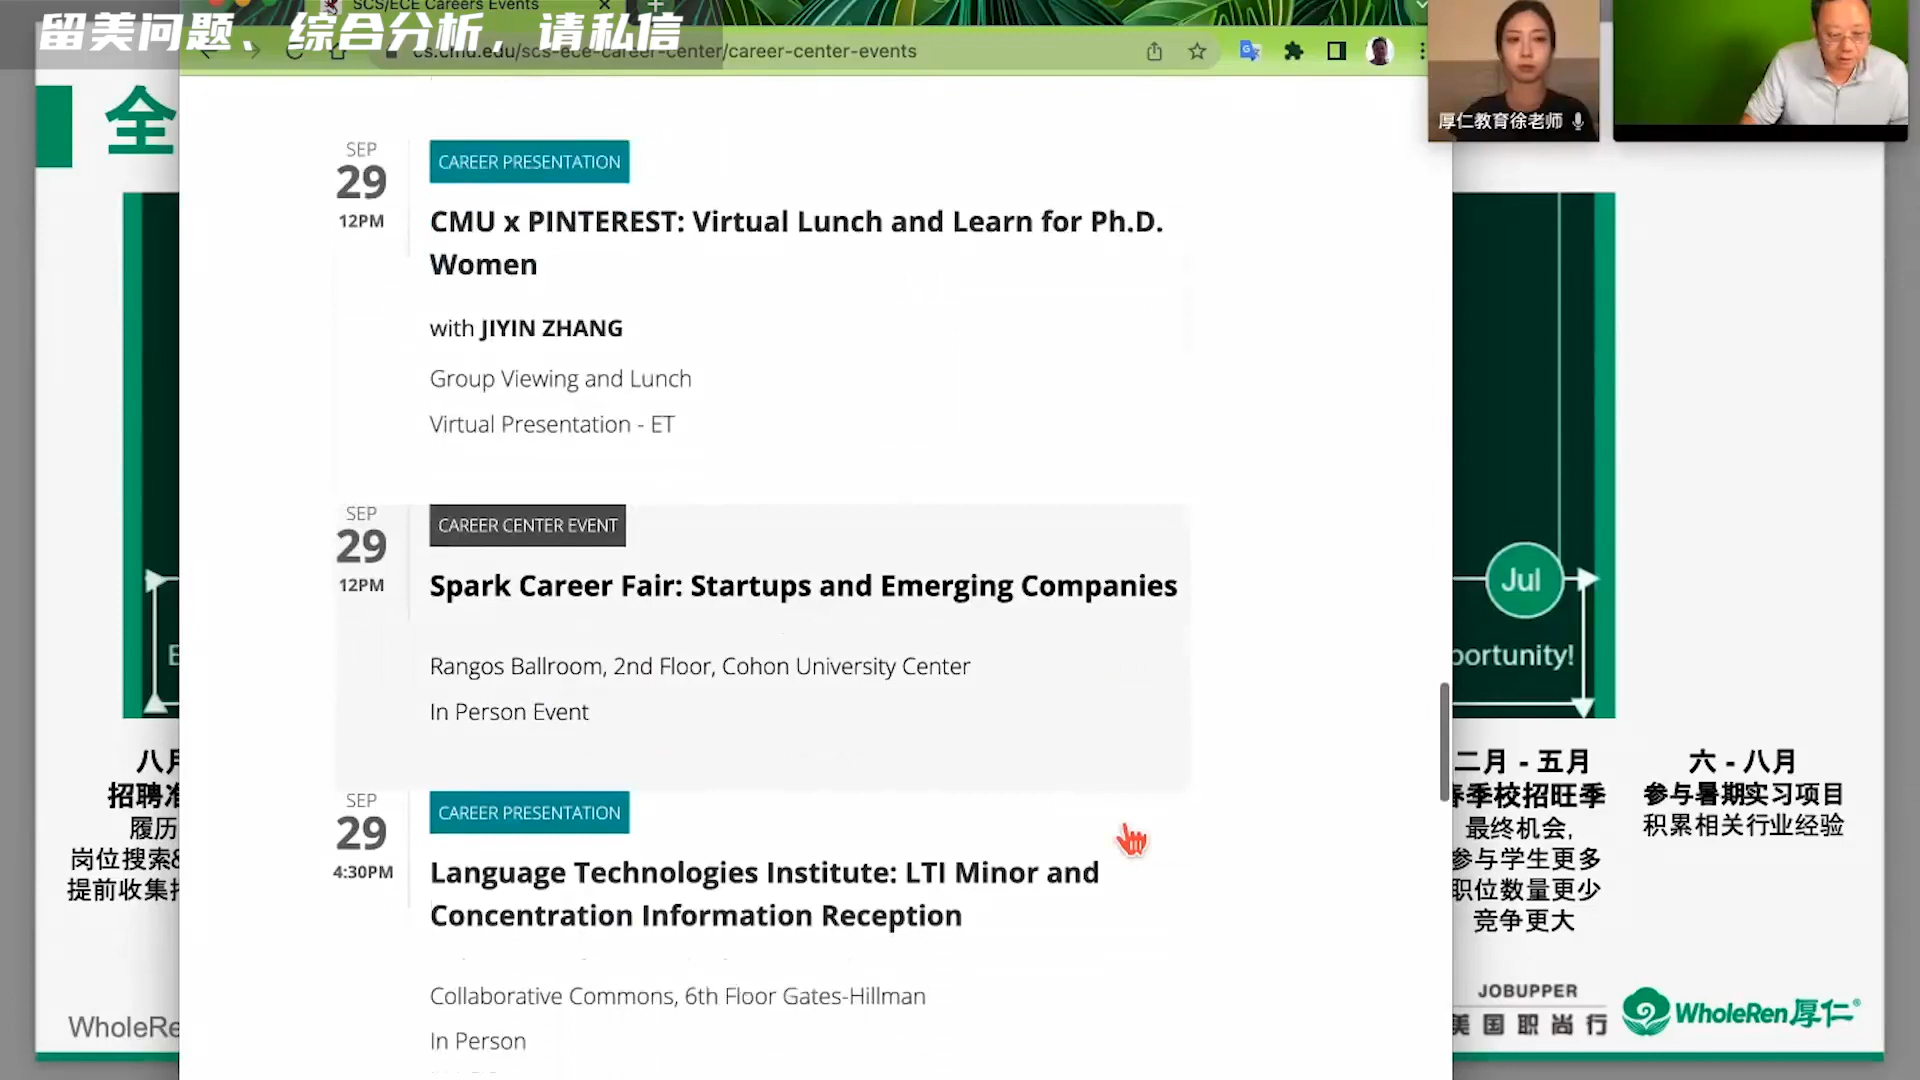 SCS/ECE Careers Events
留美问题、综合分析，请私信
cs.cmu.edu/scs-ece-career-center/career-center-events
厚仁教育徐老师
全
SEP
29
12PM
CAREER PRESENTATION
CMU x PINTEREST: Virtual Lunch and Learn for Ph.D.
Women
with JIYIN ZHANG
Group Viewing and Lunch
Virtual Presentation - ET
SEP
29
12PM
CAREER CENTER EVENT
Spark Career Fair: Startups and Emerging Companies
Rangos Ballroom, 2nd Floor, Cohon University Center
In Person Event
SEP
29
4:30PM
CAREER PRESENTATION
Language Technologies Institute: LTI Minor and
Concentration Information Reception
Collaborative Commons, 6th Floor Gates-Hillman
In Person
Jul
portunity!
八月
招聘准
履历
岗位搜索&
提前收集
二月 - 五月
春季校招旺季
最终机会,
参与学生更多
职位数量更少
竞争更大
六 - 八月
参与暑期实习项目
积累相关行业经验
WholeRe
JOBUPPER
美国职尚行
WholeRen厚仁